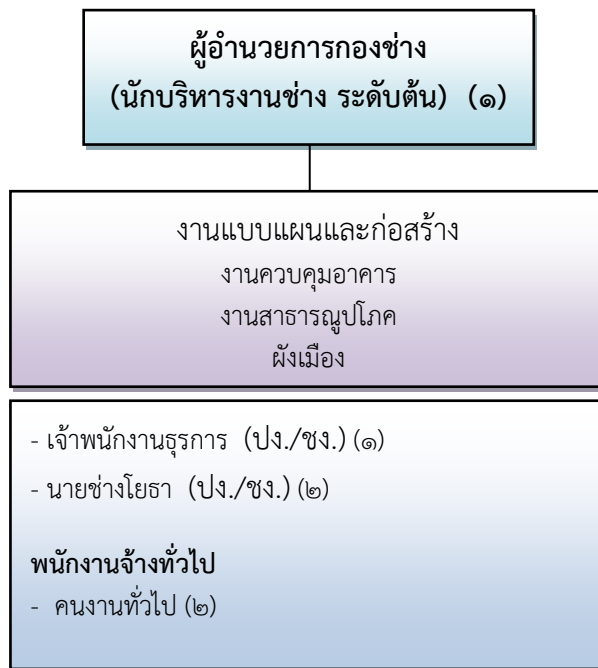 ผู้อำนวยการกองช่าง
(นักบริหารงานช่าง ระดับต้น) (๑)
งานแบบแผนและก่อสร้าง
งานควบคุมอาคาร
งานสาธารณูปโภค
ผังเมือง
- เจ้าพนักงานธุรการ (ปง./ชง.) (๑)
- นายช่างโยธา (ปง./ชง.) (๒)
พนักงานจ้างทั่วไป
- คนงานทั่วไป (๒)